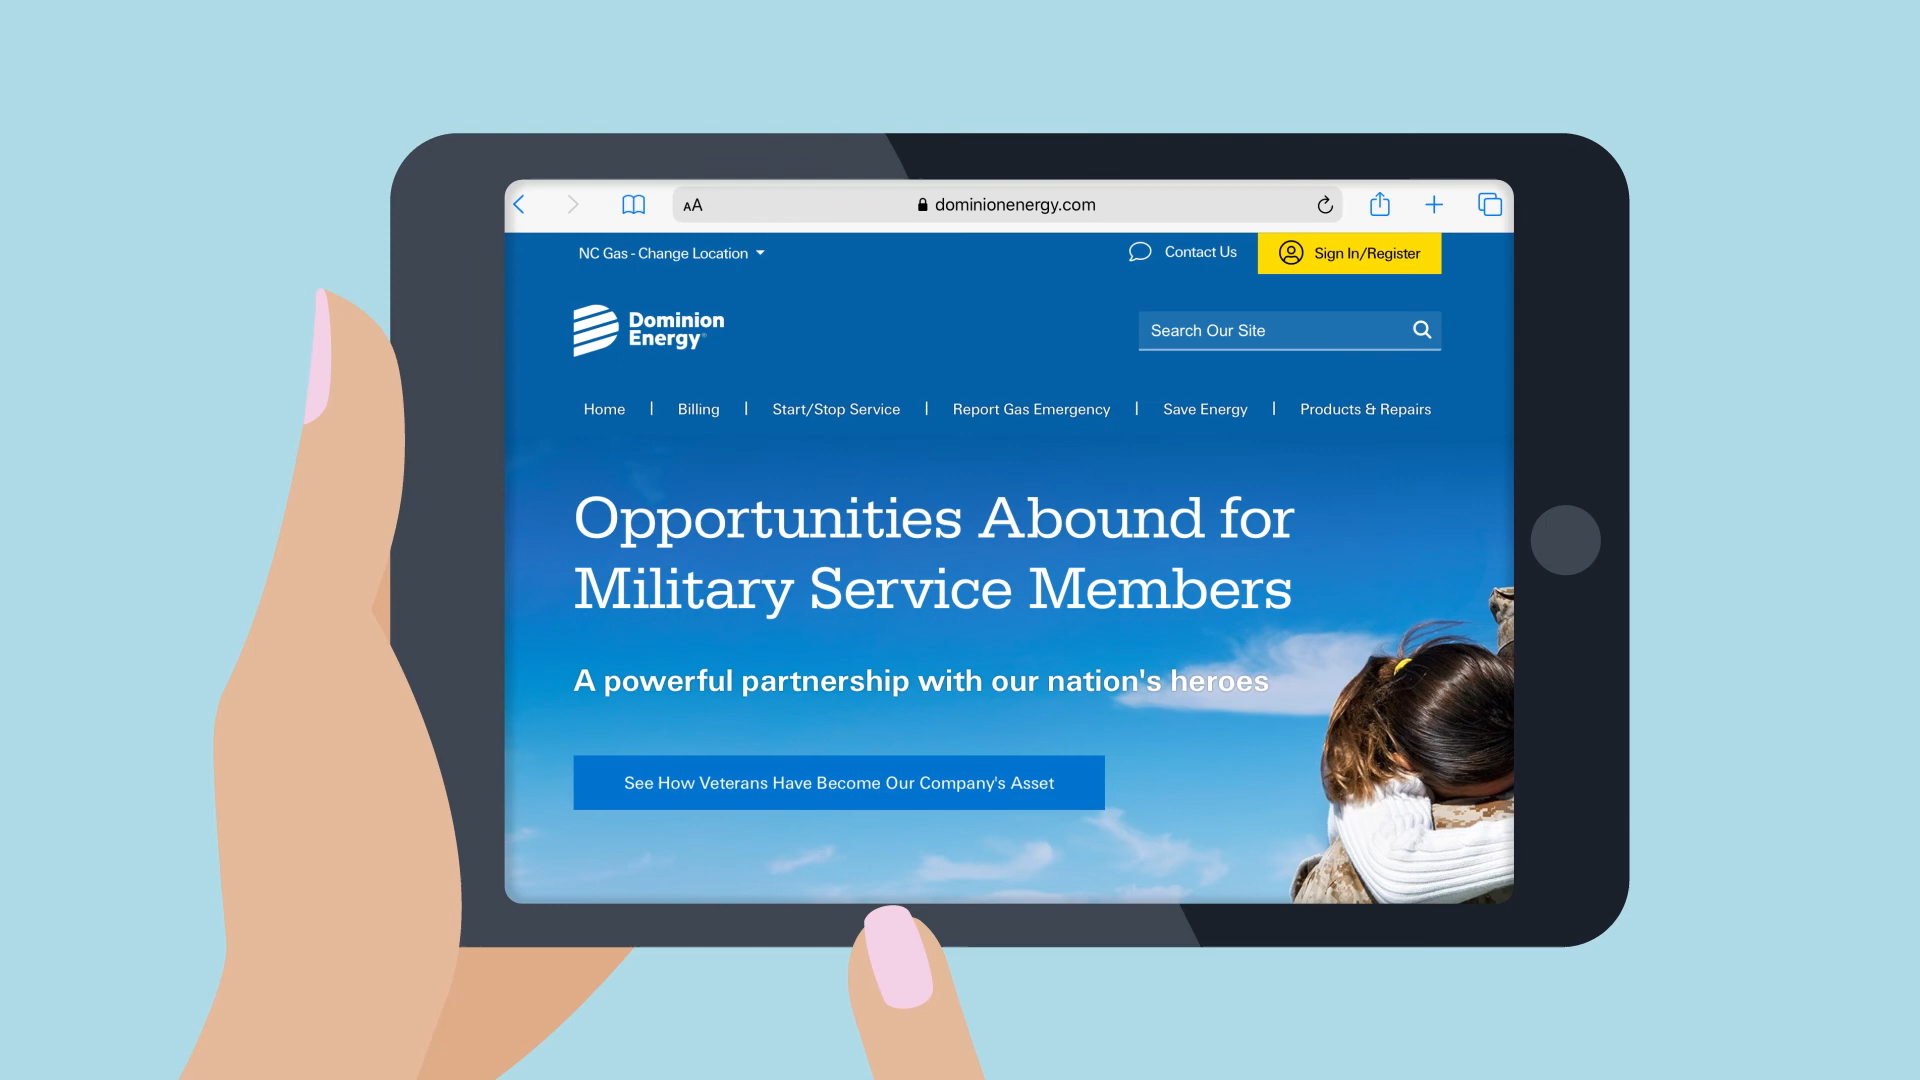 AA
dominionenergy.com
NC Gas - Change Location
Contact Us
Sign In/Register
Dominion
Energy
Search Our Site
Home | Billing | Start/Stop Service | Report Gas Emergency | Save Energy | Products & Repairs
Opportunities Abound for
Military Service Members
A powerful partnership with our nation's heroes
See How Veterans Have Become Our Company's Asset